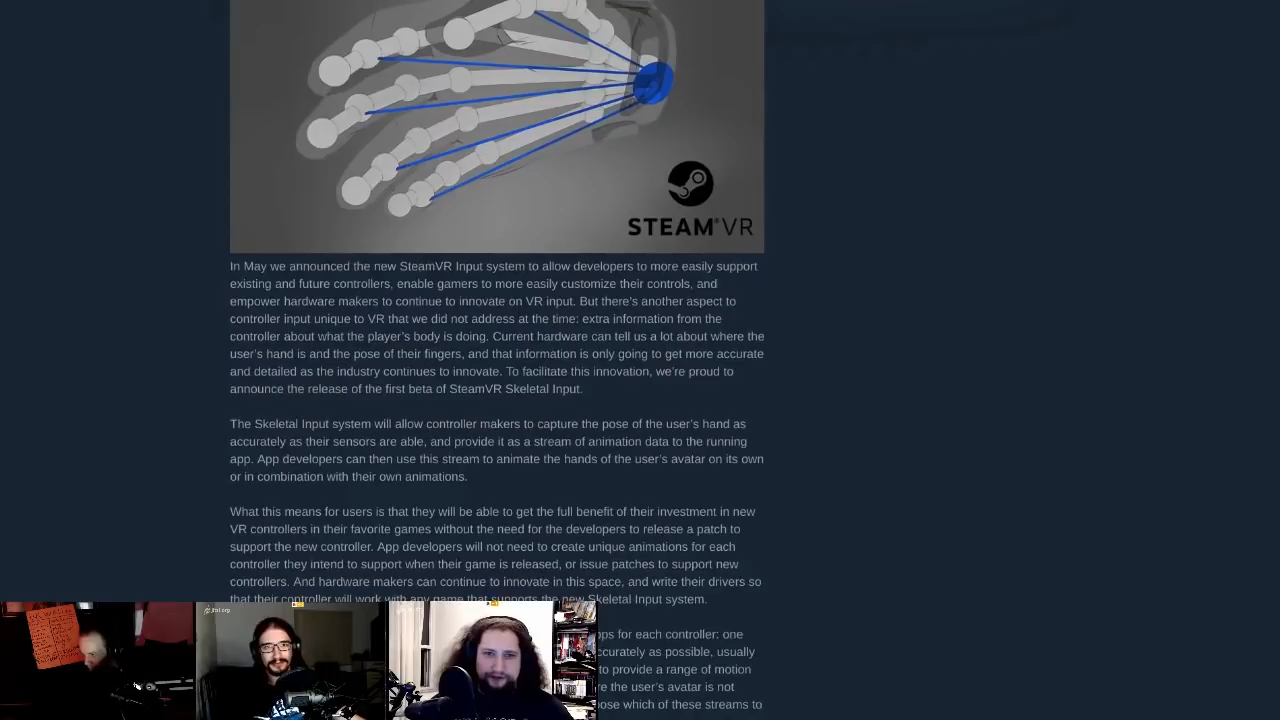 STEAM®VR
In May we announced the new SteamVR Input system to allow developers to more easily support
existing and future controllers, enable gamers to more easily customize their controls, and
empower hardware makers to continue to innovate on VR input. But there's another aspect to
controller input unique to VR that we did not address at the time: extra information from the
controller about what the player's body is doing. Current hardware can tell us a lot about where the
user's hand is and the pose of their fingers, and that information is only going to get more accurate
and detailed as the industry continues to innovate. To facilitate this innovation, we're proud to
announce the release of the first beta of SteamVR Skeletal Input.
The Skeletal Input system will allow controller makers to capture the pose of the user's hand as
accurately as their sensors are able, and provide it as a stream of animation data to the running
app. App developers can then use this stream to animate the hands of the user's avatar on its own
or in combination with their own animations.
What this means for users is that they will be able to get the full benefit of their investment in new
VR controllers in their favorite games without the need for the developers to release a patch to
support the new controller. App developers will not need to create unique animations for each
controller they intend to support when their game is released, or issue patches to support new
controllers. And hardware makers can continue to innovate in this space, and write their drivers so
that their controller will work with any game that supports the new Skeletal Input system.
ops for each controller: one
ccurately as possible, usually
to provide a range of motion
re the user's avatar is not
ose which of these streams to
jitsi.org